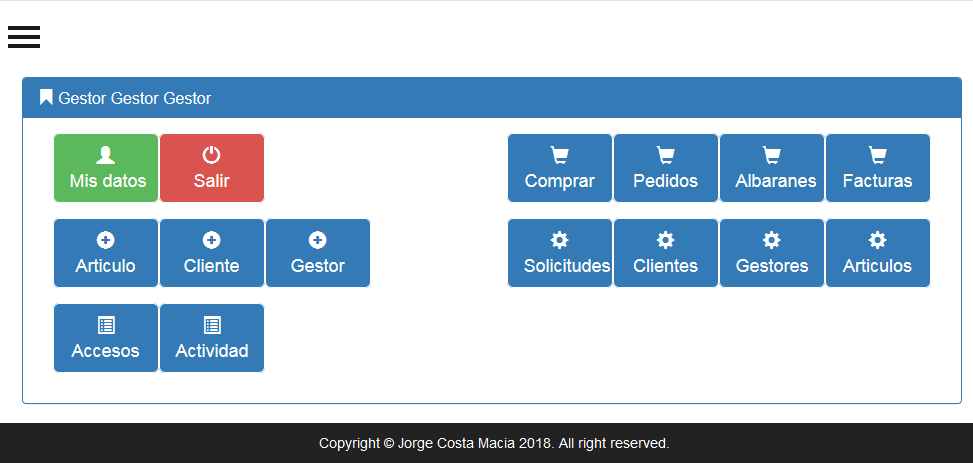 Gestor Gestor Gestor
Mis datos Salir Comprar Pedidos Albaranes Facturas
Articulo Cliente Gestor Solicitudes Clientes Gestores Articulos
Accesos Actividad
Copyright © Jorge Costa Macia 2018. All right reserved.